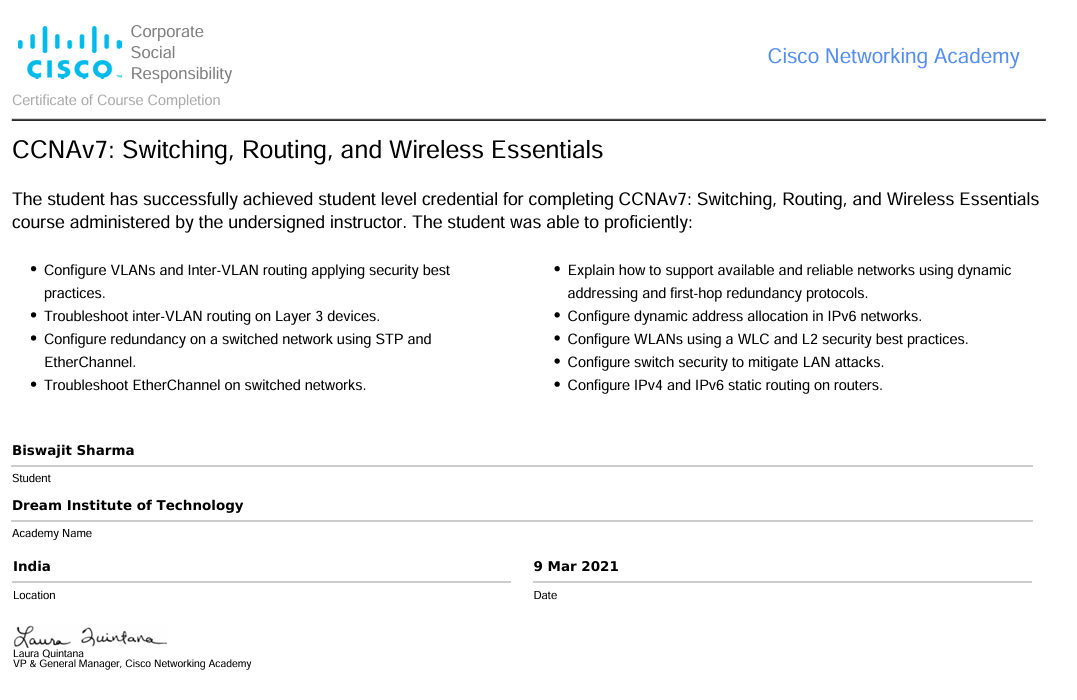 Corporate
Social
Responsibility
CISCO™
Cisco Networking Academy
Certificate of Course Completion
CCNAv7: Switching, Routing, and Wireless Essentials
The student has successfully achieved student level credential for completing CCNAv7: Switching, Routing, and Wireless Essentials
course administered by the undersigned instructor. The student was able to proficiently:
• Configure VLANs and Inter-VLAN routing applying security best
practices.
• Troubleshoot inter-VLAN routing on Layer 3 devices.
• Configure redundancy on a switched network using STP and
EtherChannel.
• Troubleshoot EtherChannel on switched networks.
• Explain how to support available and reliable networks using dynamic
addressing and first-hop redundancy protocols.
• Configure dynamic address allocation in IPv6 networks.
• Configure WLANs using a WLC and L2 security best practices.
• Configure switch security to mitigate LAN attacks.
• Configure IPv4 and IPv6 static routing on routers.
Biswajit Sharma
Student
Dream Institute of Technology
Academy Name
India
Location
9 Mar 2021
Date
Laura Quintana
Laura Quintana
VP & General Manager, Cisco Networking Academy